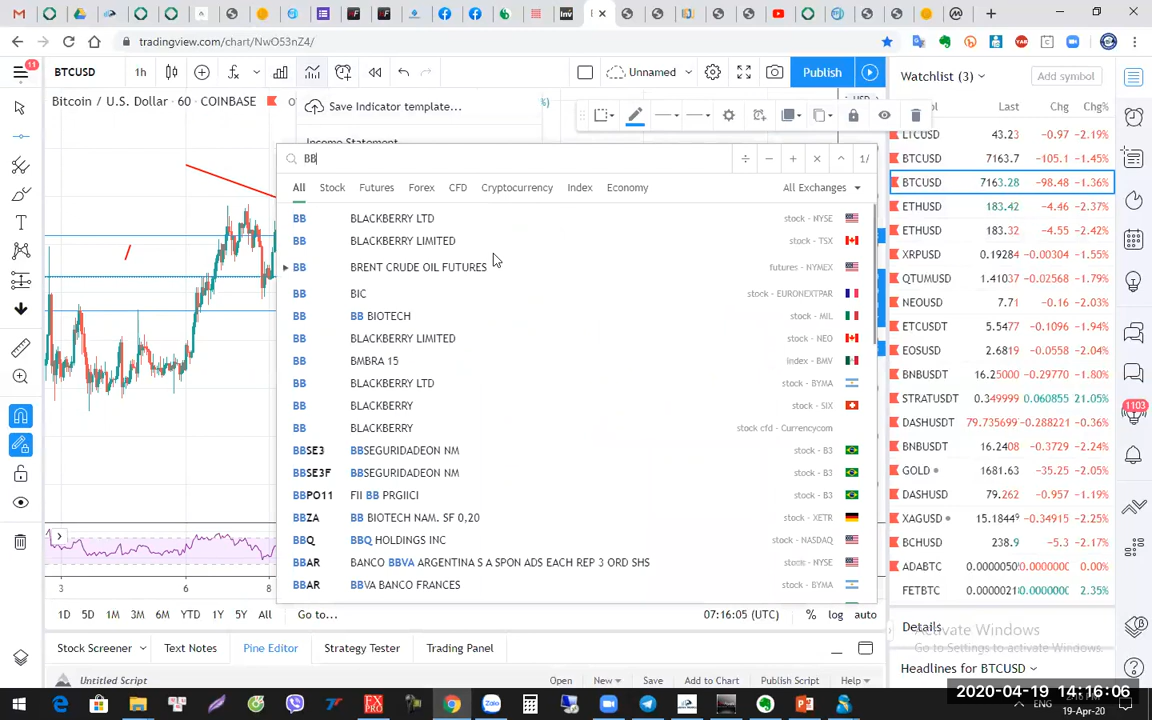 tradingview.com/chart/NwO53nZ4/
11
BTCUSD
1h
Unnamed
Publish
Watchlist (3)
Add symbol
Bitcoin / U.S. Dollar · 60 · COINBASE
O
Save Indicator template...
Last
Chg
Chg%
LTCUSD 43.23 -0.97 -2.19%
BTCUSD 7163.7 -105.1 -1.45%
BTCUSD 7163.28 -98.48 -1.36%
ETHUSD 183.42 -4.46 -2.37%
ETHUSD 183.32 -4.55 -2.42%
XRPUSD 0.19284 -0.00304 -1.55%
QTUMUSD 1.41037 -0.02568 -1.79%
NEOUSD 7.71 -0.16 -2.03%
ETCUSDT 5.5477 -0.1096 -1.94%
EOSUSD 2.6819 -0.0558 -2.04%
BNBUSDT 16.25000 -0.29770 -1.80%
STRATUSDT 0.349999 0.060855 21.05%
DASHUSDT 79.735699 -0.288221 -0.36%
BNBUSDT 16.2408 -0.3729 -2.24%
GOLD 1681.63 -35.25 -2.05%
DASHUSD 79.262 -0.957 -1.19%
XAGUSD 15.18449 -0.34915 -2.25%
BCHUSD 238.9 -5.3 -2.17%
ADABTC 0.0000050 0.000000 0.00%
FETBTC 0.0000021 0.000000 2.35%
Income Statement
BB
1/
All
Stock
Futures
Forex
CFD
Cryptocurrency
Index
Economy
All Exchanges
BB BLACKBERRY LTD stock - NYSE
BB BLACKBERRY LIMITED stock - TSX
BB BRENT CRUDE OIL FUTURES futures - NYMEX
BB BIC stock - EURONEXTPAR
BB BB BIOTECH stock - MIL
BB BLACKBERRY LIMITED stock - NEO
BB BMBRA 15 index - BMV
BB BLACKBERRY LTD stock - BYMA
BB BLACKBERRY stock - SIX
BB BLACKBERRY stock cfd - Currencycom
BBSE3 BBSEGURIDADEON NM stock - B3
BBSE3F BBSEGURIDADEON NM stock - B3
BBPO11 FII BB PRGIICI stock - B3
BBZA BB BIOTECH NAM. SF 0,20 stock - XETR
BBQ BBQ HOLDINGS INC stock - NASDAQ
BBAR BANCO BBVA ARGENTINA S A SPON ADS EACH REP 3 ORD SHS stock - NYSE
BBAR BBVA BANCO FRANCES stock - BYMA
1103
3
6
8
1D 5D 1M 3M 6M YTD 1Y 5Y All
Go to...
07:16:05 (UTC)
% log auto
Details
Activate Windows
Go to Settings to activate Windows.
Stock Screener
Text Notes
Pine Editor
Strategy Tester
Trading Panel
Headlines for BTCUSD
Untitled Script
Open
New
Save
Add to Chart
Publish Script
Help
2020-04-19 14:16:06
ENG
19-Apr-20